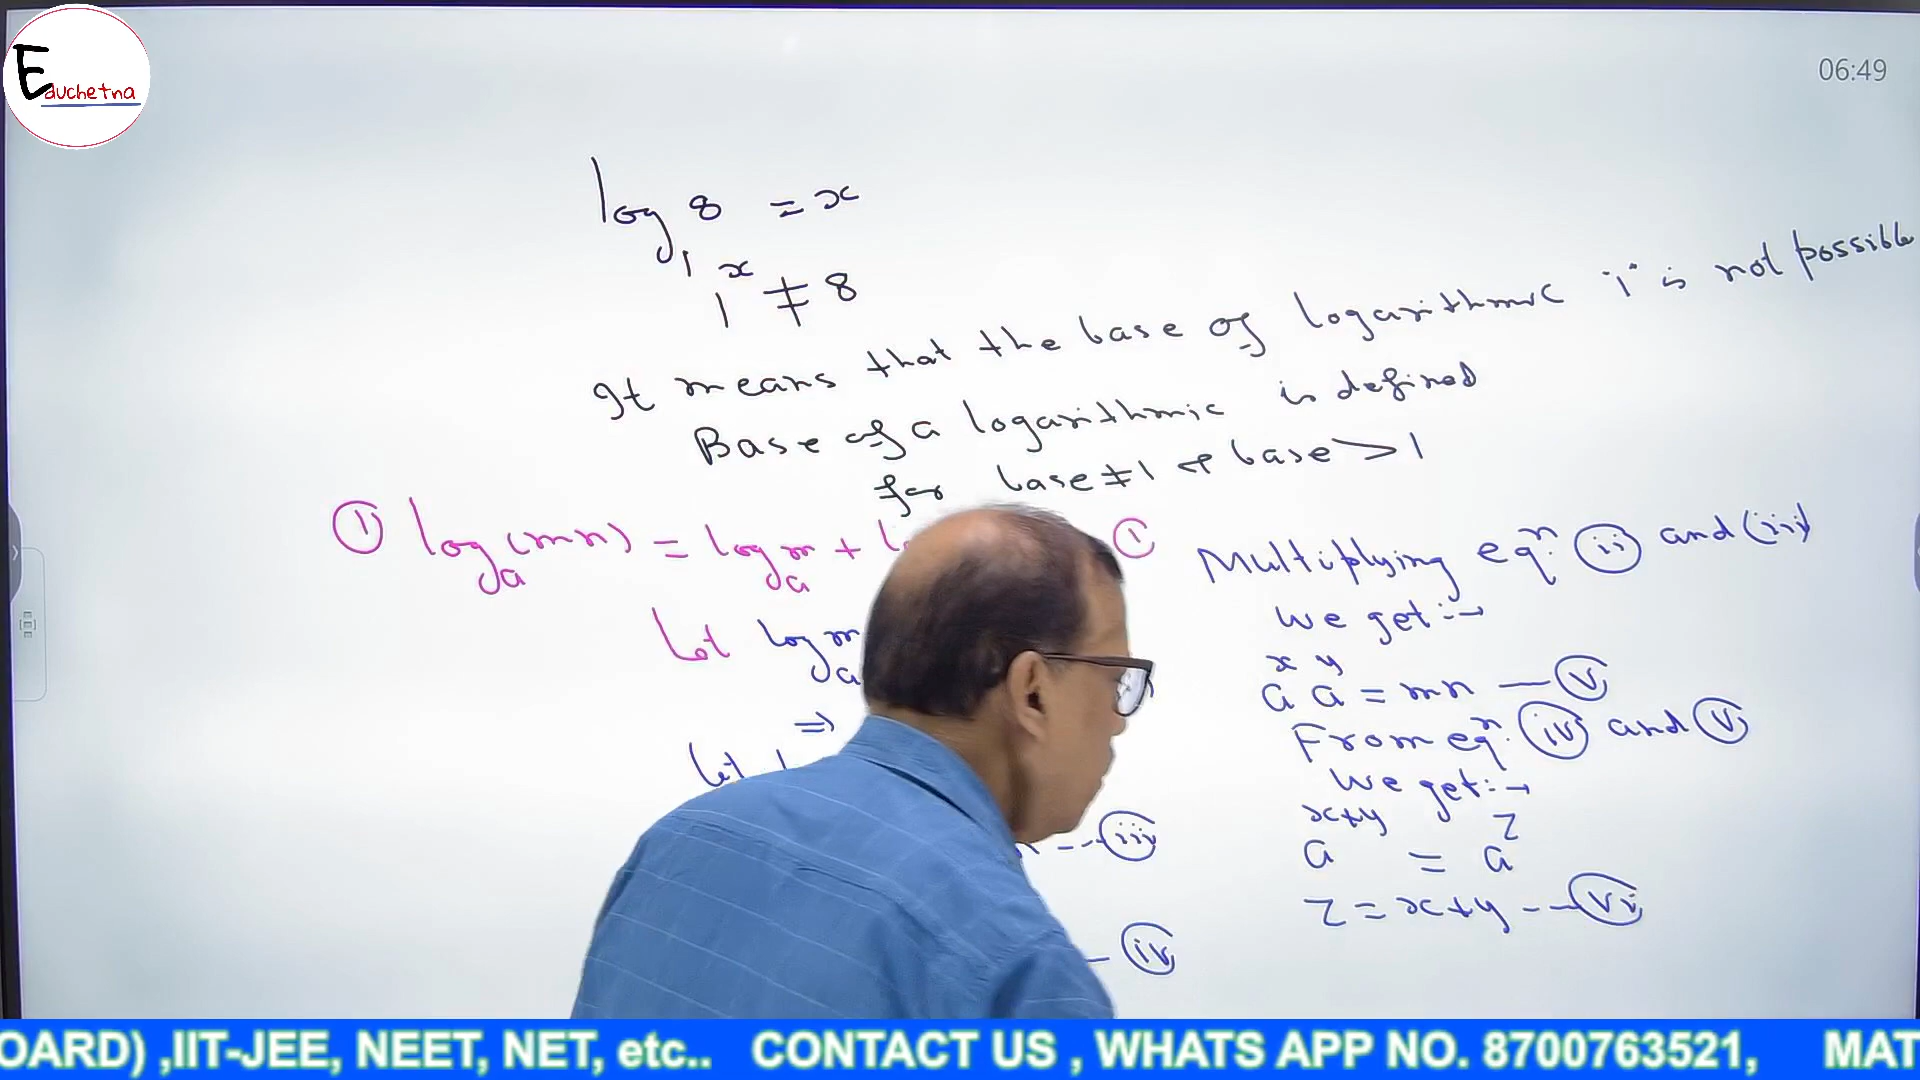 Educhetna
06:49
log₁ 8 = x
1ˣ ≠ 8
It means that the base of logarithmic '1' is not possible
Base of a logarithmic is defined
for base ≠ 1 & base > 1
① logₐ(mn) = logₐ m + ①
Let logₐ m
⇒
Let
--- (iii)
- (iv)
Multiplying eqⁿ. (ii) and (iii)
we get :→
aˣ aʸ = mn — (v)
From eqⁿ. (iv) and (v)
we get :→
aˣ⁺ʸ = aᶻ
z = x+y --- (vi)
OARD) ,IIT-JEE, NEET, NET, etc.. CONTACT US , WHATS APP NO. 8700763521, MAT